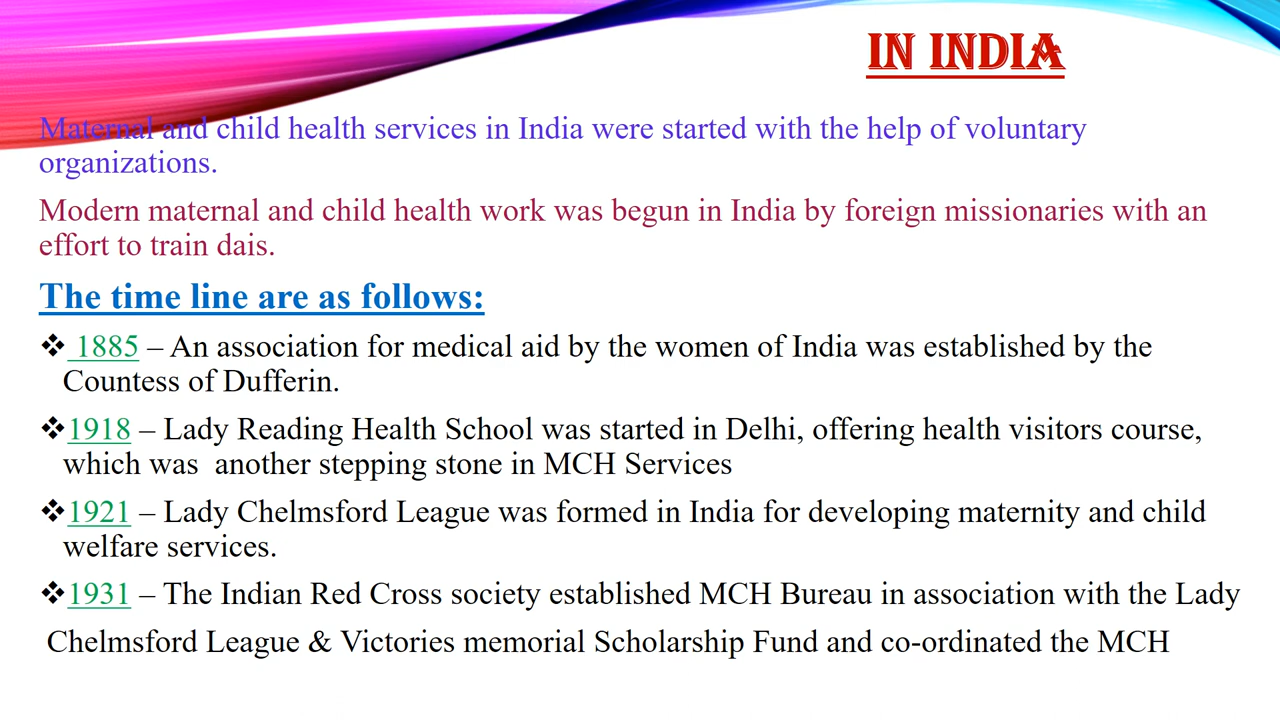 IN INDIA
Maternal and child health services in India were started with the help of voluntary
organizations.
Modern maternal and child health work was begun in India by foreign missionaries with an
effort to train dais.
The time line are as follows:
❖ 1885 – An association for medical aid by the women of India was established by the
Countess of Dufferin.
❖1918 – Lady Reading Health School was started in Delhi, offering health visitors course,
which was  another stepping stone in MCH Services
❖1921 – Lady Chelmsford League was formed in India for developing maternity and child
welfare services.
❖1931 – The Indian Red Cross society established MCH Bureau in association with the Lady
Chelmsford League & Victories memorial Scholarship Fund and co-ordinated the MCH